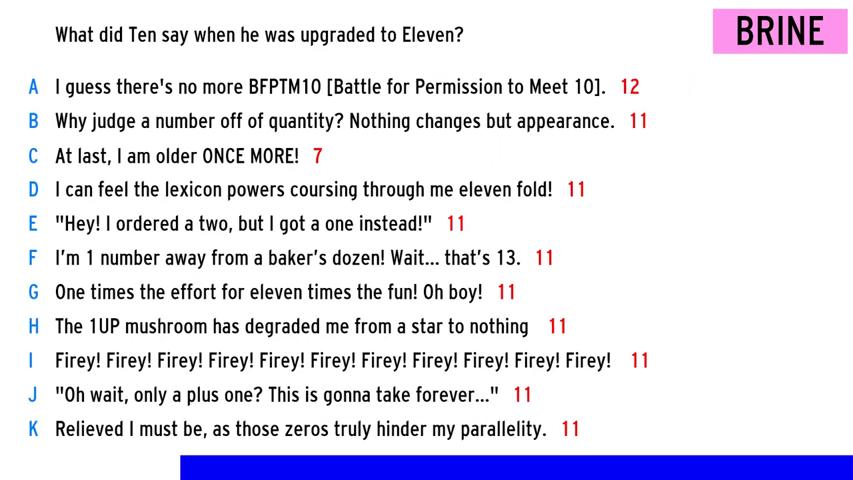 What did Ten say when he was upgraded to Eleven?
BRINE
A I guess there's no more BFPTM10 [Battle for Permission to Meet 10]. 12
B Why judge a number off of quantity? Nothing changes but appearance. 11
C At last, I am older ONCE MORE! 7
D I can feel the lexicon powers coursing through me eleven fold! 11
E "Hey! I ordered a two, but I got a one instead!" 11
F I'm 1 number away from a baker's dozen! Wait... that's 13. 11
G One times the effort for eleven times the fun! Oh boy! 11
H The 1UP mushroom has degraded me from a star to nothing 11
I Firey! Firey! Firey! Firey! Firey! Firey! Firey! Firey! Firey! Firey! Firey! 11
J "Oh wait, only a plus one? This is gonna take forever..." 11
K Relieved I must be, as those zeros truly hinder my parallelity. 11